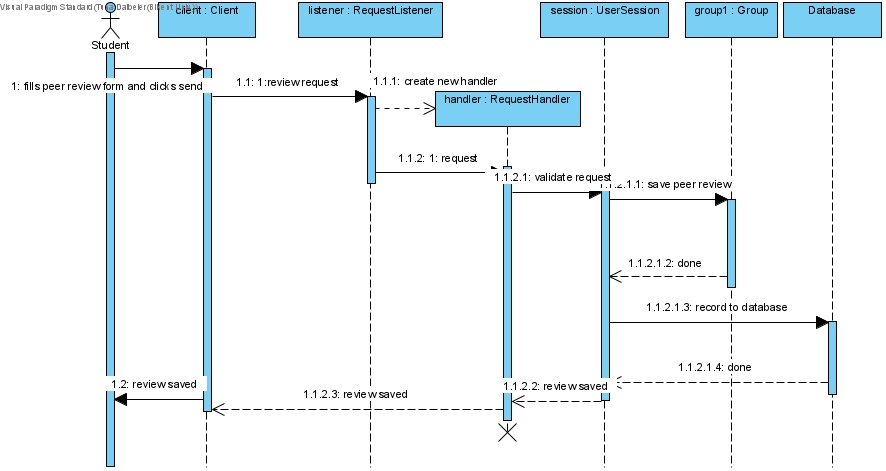 Visual Paradigm Standard
client : Client
listener : RequestListener
session : UserSession
group1 : Group
Database
Student
1: fills peer review form and clicks send
1.1: 1:review request
1.1.1: create new handler
handler : RequestHandler
1.1.2: 1: request
1.1.2.1: validate request
1.1.2.1.1: save peer review
1.1.2.1.2: done
1.1.2.1.3: record to database
1.1.2.1.4: done
1.2: review saved
1.1.2.3: review saved
1.1.2.2: review saved